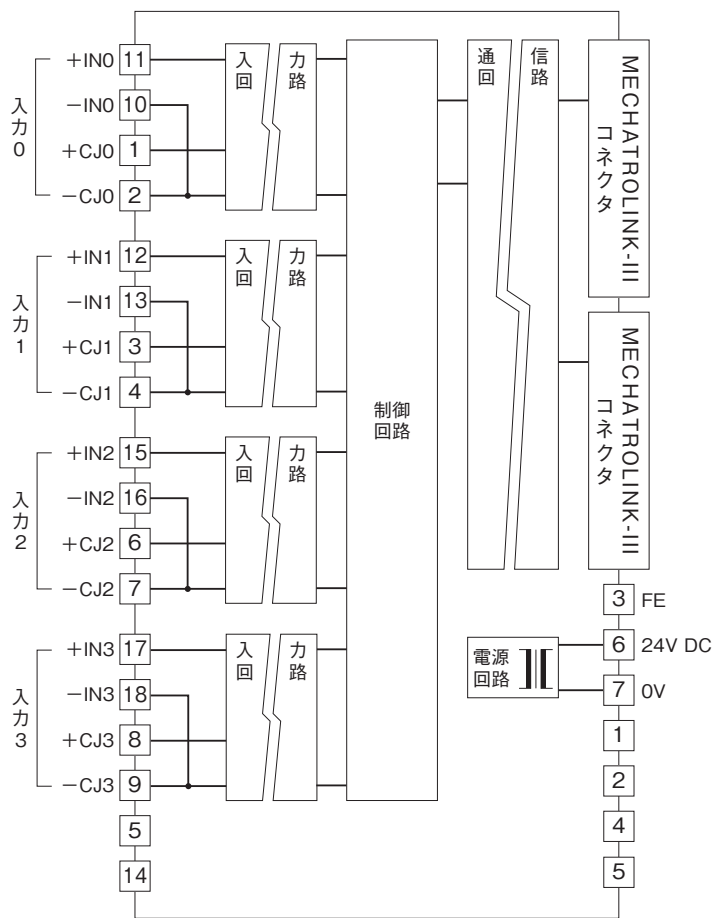 入力0
+IN0 11
−IN0 10
+CJ0 1
−CJ0 2
入力回路
入力1
+IN1 12
−IN1 13
+CJ1 3
−CJ1 4
入力回路
入力2
+IN2 15
−IN2 16
+CJ2 6
−CJ2 7
入力回路
入力3
+IN3 17
−IN3 18
+CJ3 8
−CJ3 9
入力回路
5
14
制御
回路
通信回路
MECHATROLINK-III
コネクタ
MECHATROLINK-III
コネクタ
電源
回路
3 FE
6 24V DC
7 0V
1
2
4
5